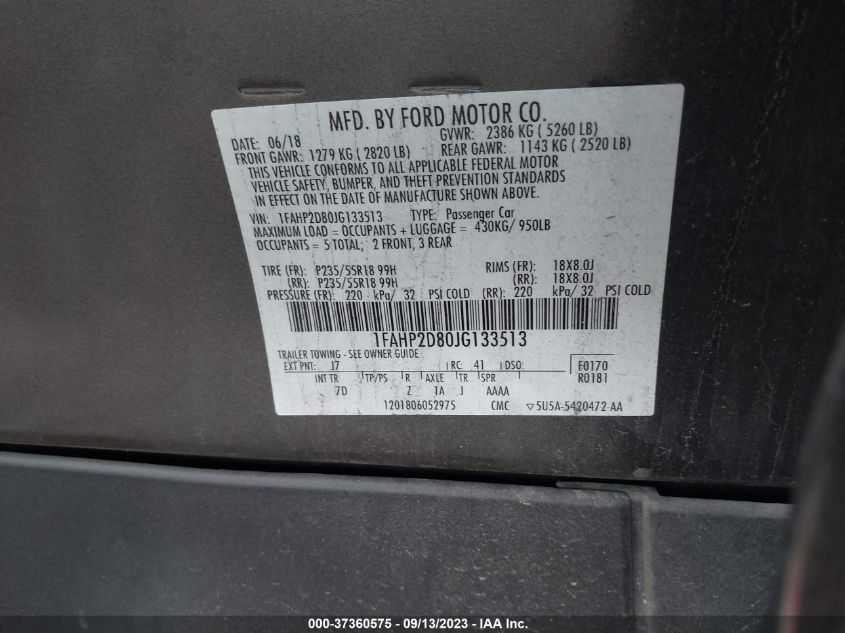 MFD. BY FORD MOTOR CO.
DATE: 06/18 GVWR: 2386 KG ( 5260 LB)
FRONT GAWR: 1279 KG ( 2820 LB) REAR GAWR: 1143 KG ( 2520 LB)
THIS VEHICLE CONFORMS TO ALL APPLICABLE FEDERAL MOTOR
VEHICLE SAFETY, BUMPER, AND THEFT PREVENTION STANDARDS
IN EFFECT ON THE DATE OF MANUFACTURE SHOWN ABOVE.
VIN: 1FAHP2D80JG133513 TYPE: Passenger Car
MAXIMUM LOAD = OCCUPANTS + LUGGAGE = 430KG/ 950LB
OCCUPANTS = 5 TOTAL; 2 FRONT, 3 REAR
TIRE (FR): P235/55R18 99H RIMS (FR): 18X8.0J
(RR): P235/55R18 99H (RR): 18X8.0J
PRESSURE (FR): 220 kPa/ 32 PSI COLD (RR): 220 kPa/ 32 PSI COLD
1FAHP2D80JG133513
TRAILER TOWING - SEE OWNER GUIDE
EXT PNT: J7 RC: 41 DSO: E0170
INT TR TP/PS R AXLE TR SPR R0181
7D Z 1A J AAAA
1201806052975 CMC 5U5A-5420472-AA
000-37360575 - 09/13/2023 - IAA Inc.